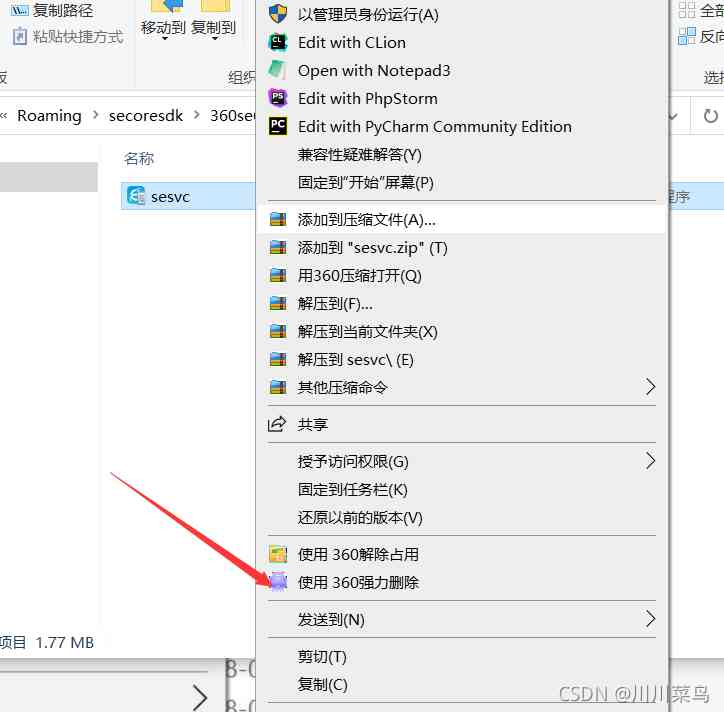 复制路径
粘贴快捷方式
移动到 复制到
组织
全部
反向
选择
Roaming > secoresdk > 360se
名称
sesvc
程序
以管理员身份运行(A)
Edit with CLion
Open with Notepad3
Edit with PhpStorm
Edit with PyCharm Community Edition
兼容性疑难解答(Y)
固定到“开始”屏幕(P)
添加到压缩文件(A)...
添加到 "sesvc.zip" (T)
用360压缩打开(Q)
解压到(F)...
解压到当前文件夹(X)
解压到 sesvc\ (E)
其他压缩命令
共享
授予访问权限(G)
固定到任务栏(K)
还原以前的版本(V)
使用 360解除占用
使用 360强力删除
发送到(N)
剪切(T)
复制(C)
项目 1.77 MB
CSDN @川川菜鸟